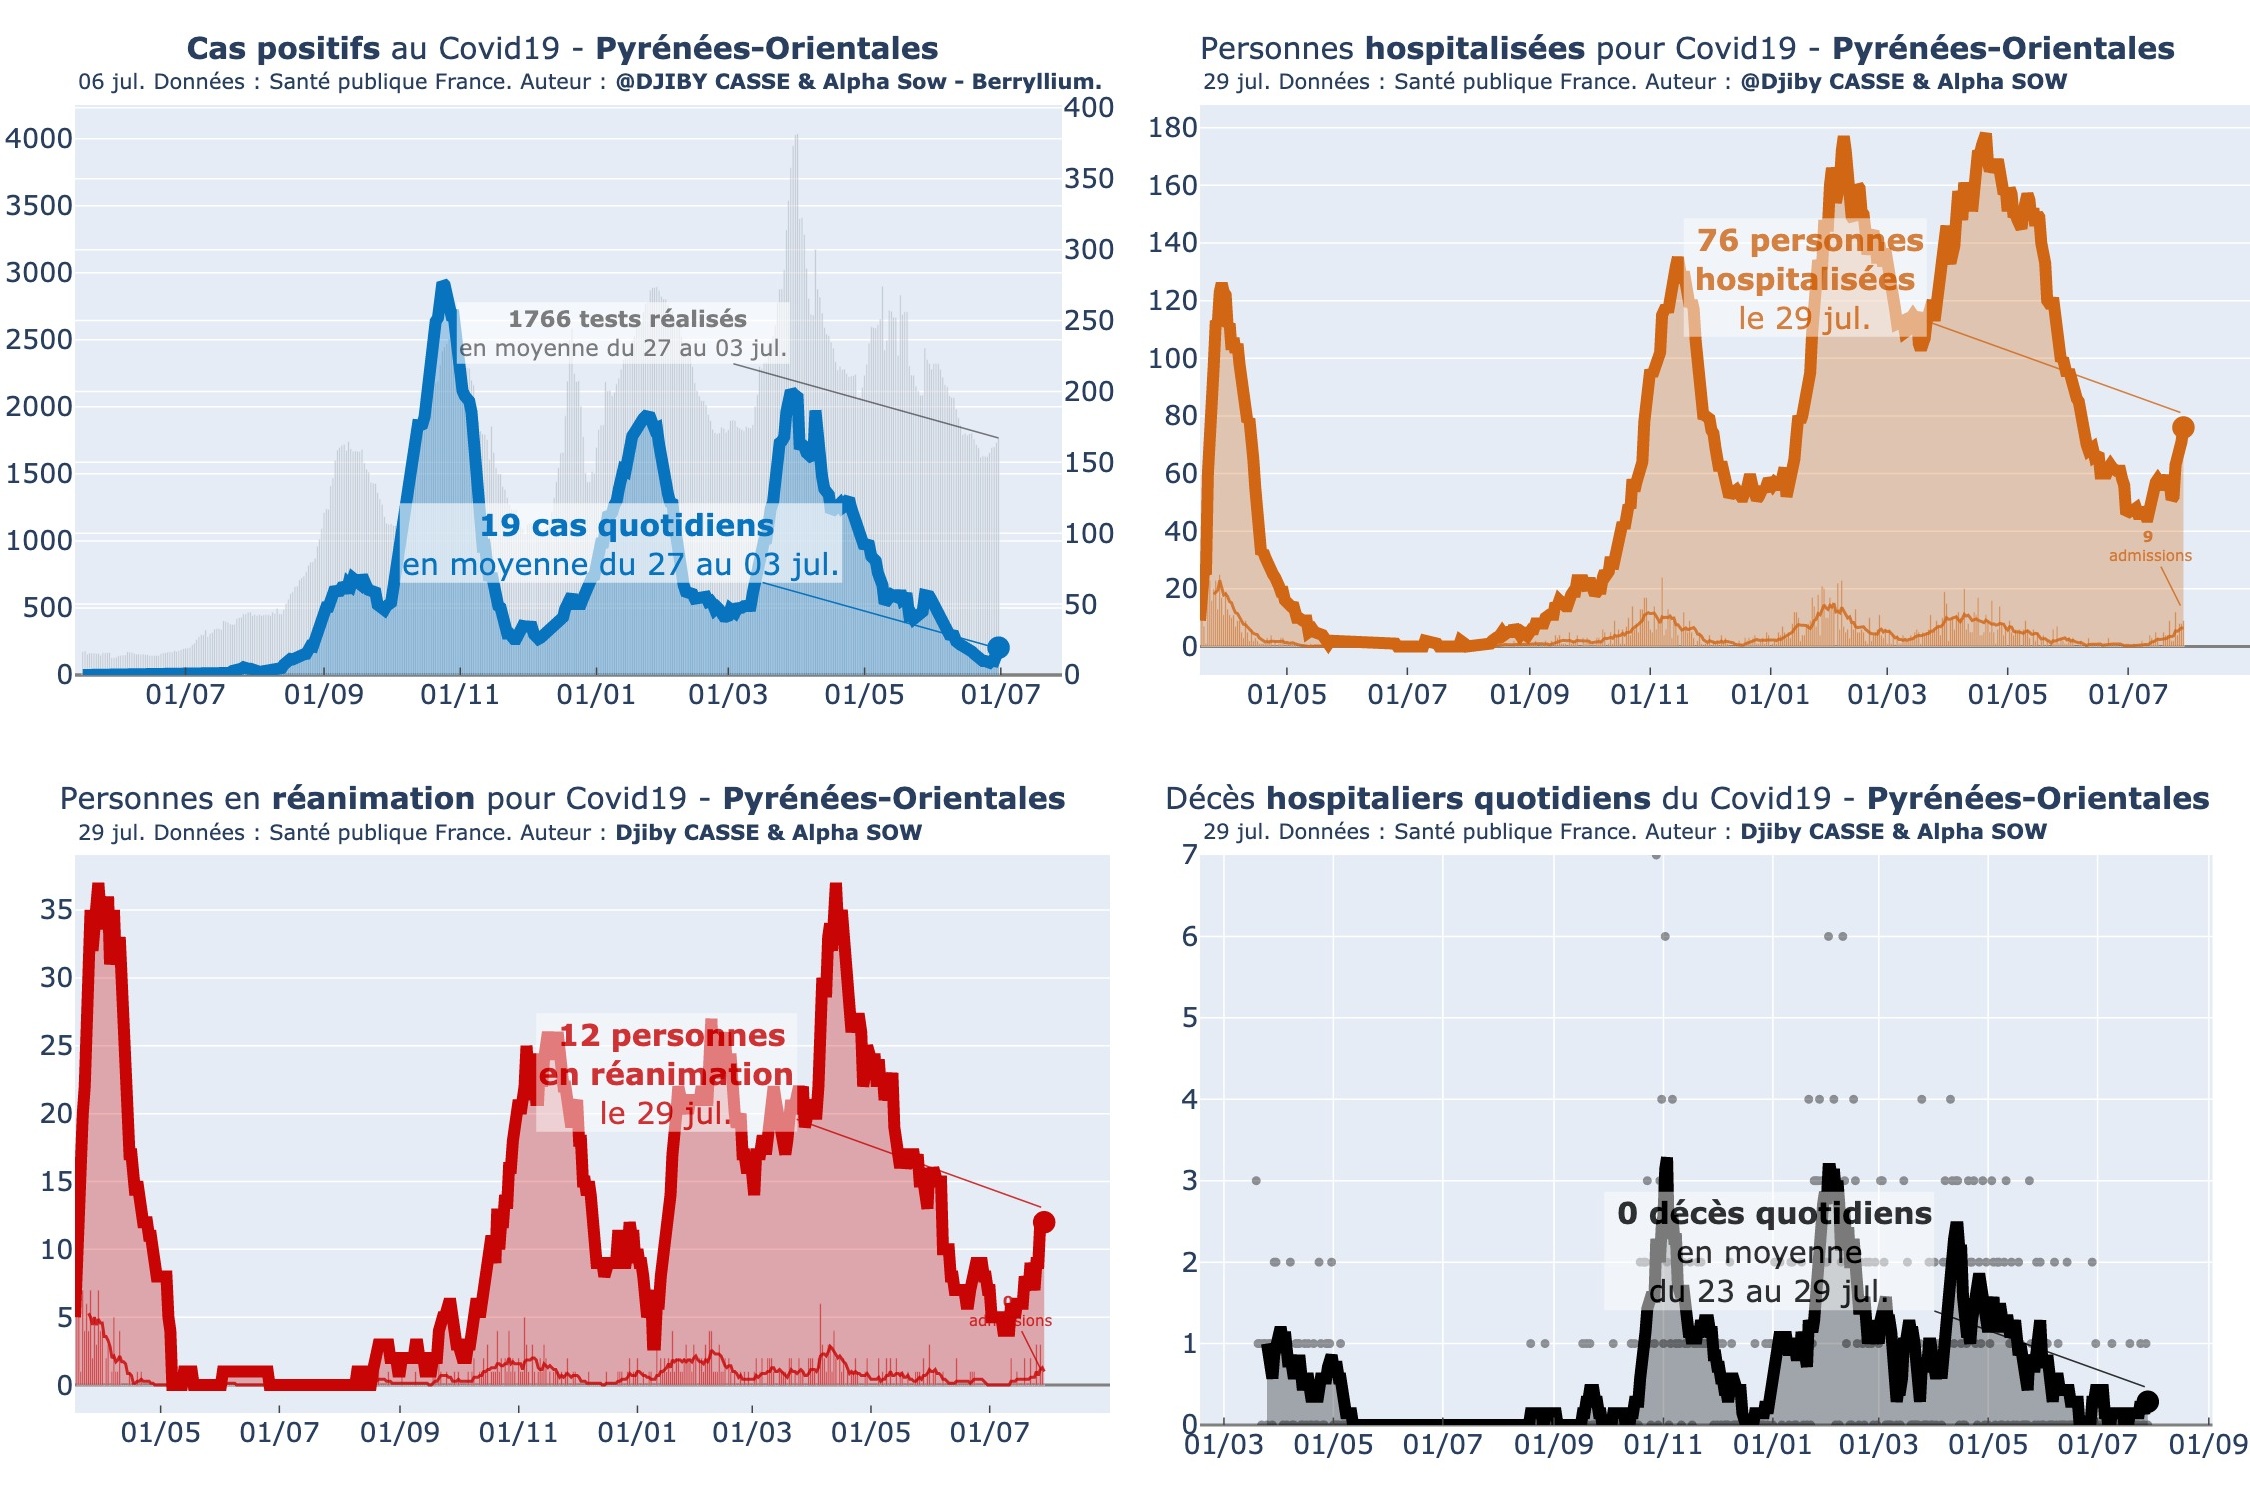 Cas positifs au Covid19 - Pyrénées-Orientales
06 jul. Données : Santé publique France. Auteur : @DJIBY CASSE & Alpha Sow - Berryllium.
4000
3500
3000
2500
2000
1500
1000
500
0
400
350
300
250
200
150
100
50
0
1766 tests réalisés
en moyenne du 27 au 03 jul.
19 cas quotidiens
en moyenne du 27 au 03 jul.
01/07 01/09 01/11 01/01 01/03 01/05 01/07
Personnes hospitalisées pour Covid19 - Pyrénées-Orientales
29 jul. Données : Santé publique France. Auteur : @Djiby CASSE & Alpha SOW
180
160
140
120
100
80
60
40
20
0
76 personnes
hospitalisées
le 29 jul.
9
admissions
01/05 01/07 01/09 01/11 01/01 01/03 01/05 01/07
Personnes en réanimation pour Covid19 - Pyrénées-Orientales
29 jul. Données : Santé publique France. Auteur : Djiby CASSE & Alpha SOW
35
30
25
20
15
10
5
0
12 personnes
en réanimation
le 29 jul.
admissions
01/05 01/07 01/09 01/11 01/01 01/03 01/05 01/07
Décès hospitaliers quotidiens du Covid19 - Pyrénées-Orientales
29 jul. Données : Santé publique France. Auteur : Djiby CASSE & Alpha SOW
7
6
5
4
3
2
1
0
0 décès quotidiens
en moyenne
du 23 au 29 jul.
01/03 01/05 01/07 01/09 01/11 01/01 01/03 01/05 01/07 01/09